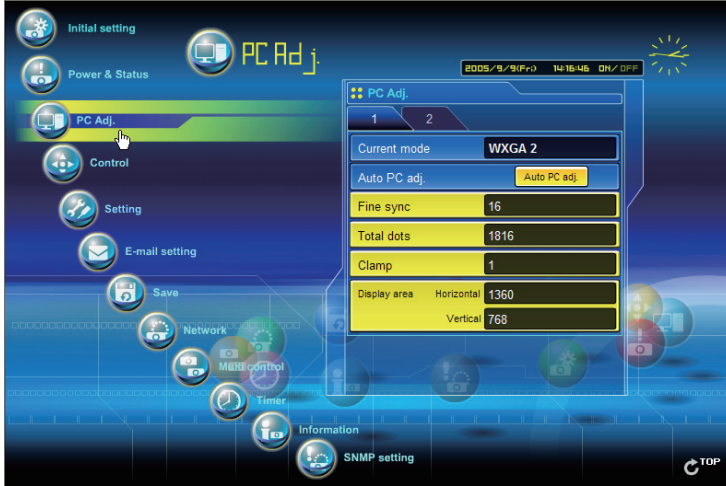 Initial setting
PC Adj.
2005/9/9(Fri) 14:16:46 ON/OFF
Power & Status
PC Adj.
PC Adj.
1 2
Current mode WXGA 2
Auto PC adj. Auto PC adj.
Fine sync 16
Total dots 1816
Clamp 1
Display area Horizontal 1360
Vertical 768
Control
Setting
E-mail setting
Save
Network
Multi control
Timer
Information
SNMP setting
TOP